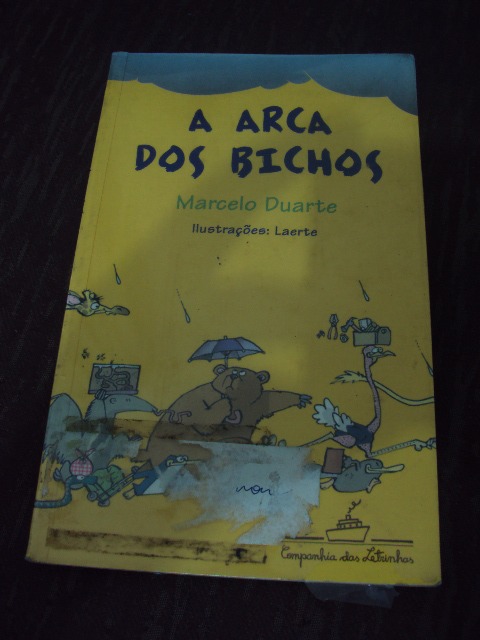 A ARCA
DOS BICHOS
Marcelo Duarte
Ilustrações: Laerte
Companhia das Letrinhas